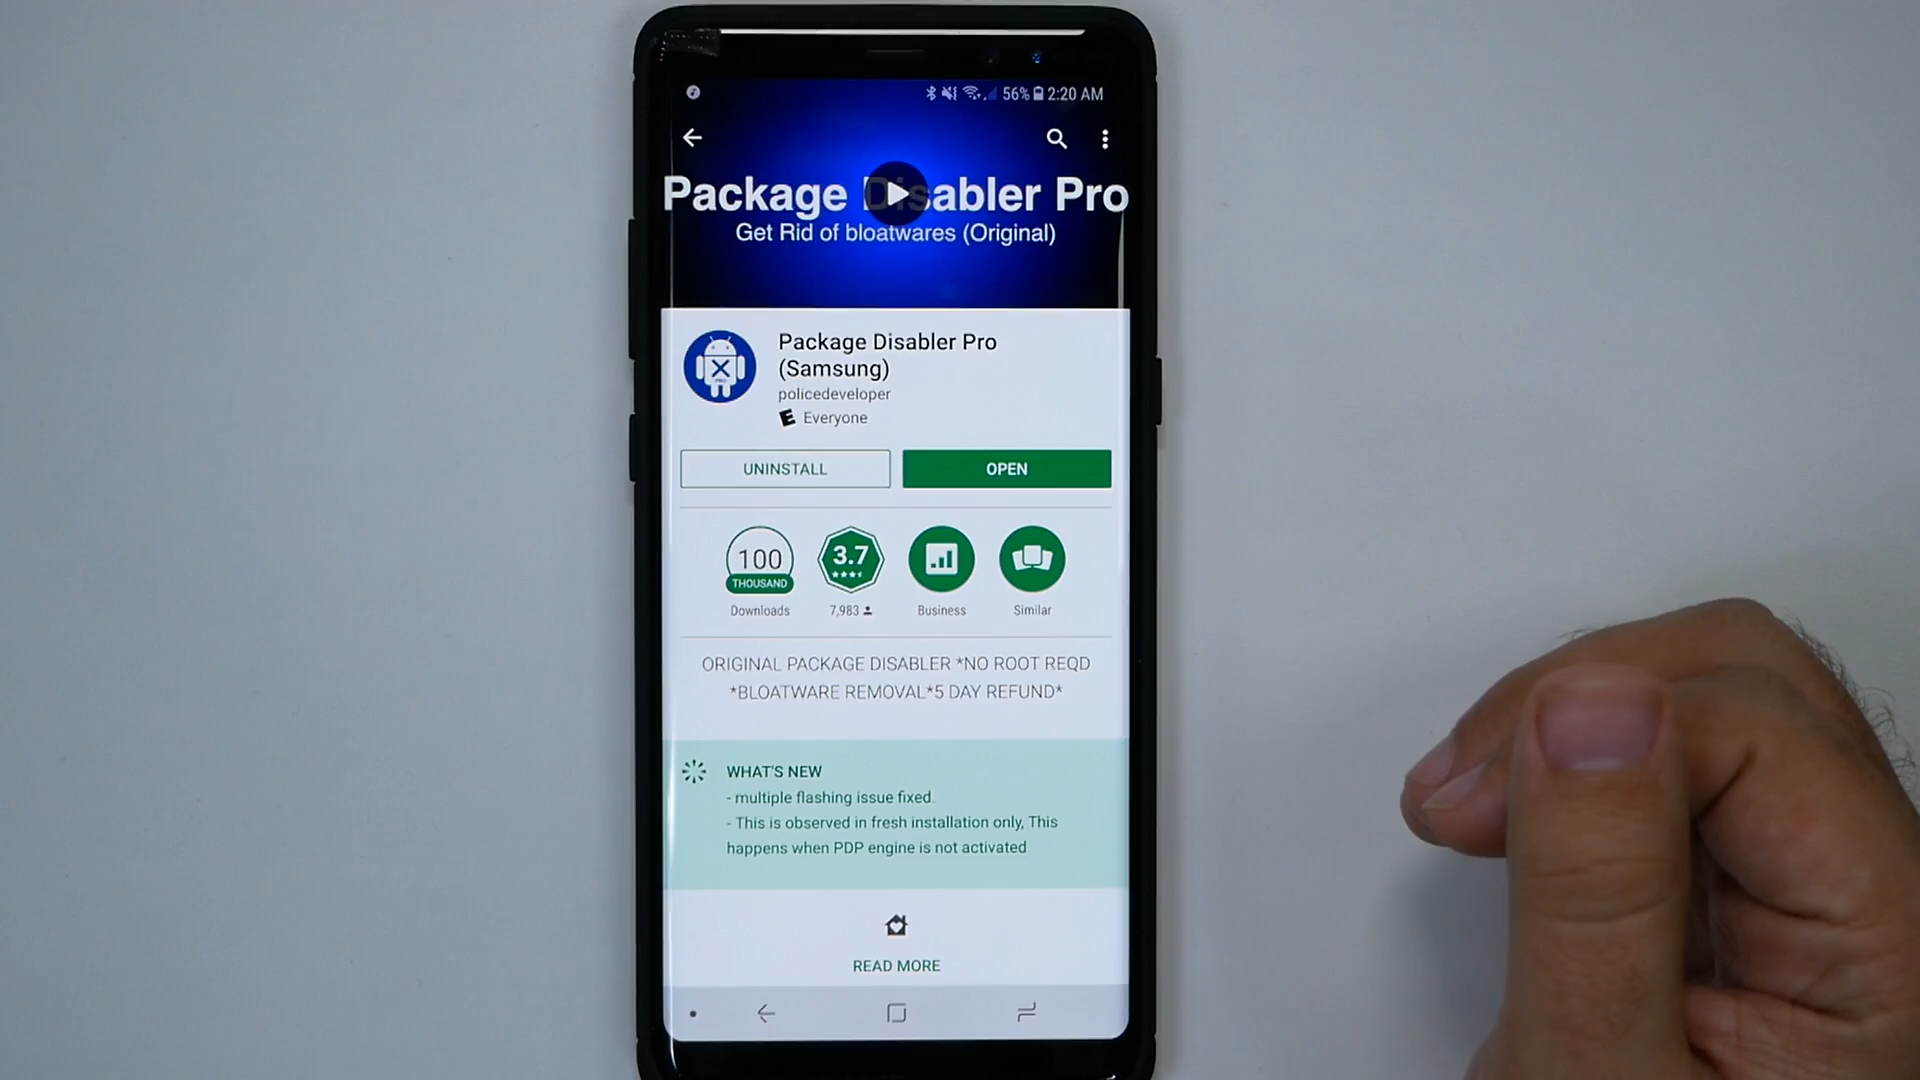 56% 2:20 AM
Package Disabler Pro
Get Rid of bloatwares (Original)
Package Disabler Pro
(Samsung)
policedeveloper
E Everyone
UNINSTALL
OPEN
100
THOUSAND
Downloads
3.7
7,983
Business
Similar
ORIGINAL PACKAGE DISABLER *NO ROOT REQD
*BLOATWARE REMOVAL*5 DAY REFUND*
WHAT'S NEW
- multiple flashing issue fixed.
- This is observed in fresh installation only, This
happens when PDP engine is not activated
READ MORE